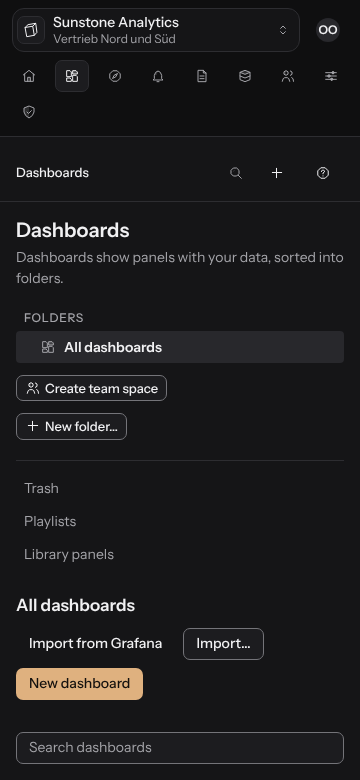 Sunstone Analytics
Vertrieb Nord und Süd
OO
Dashboards
Dashboards
Dashboards show panels with your data, sorted into
folders.
FOLDERS
All dashboards
Create team space
New folder...
Trash
Playlists
Library panels
All dashboards
Import from Grafana
Import...
New dashboard
Search dashboards